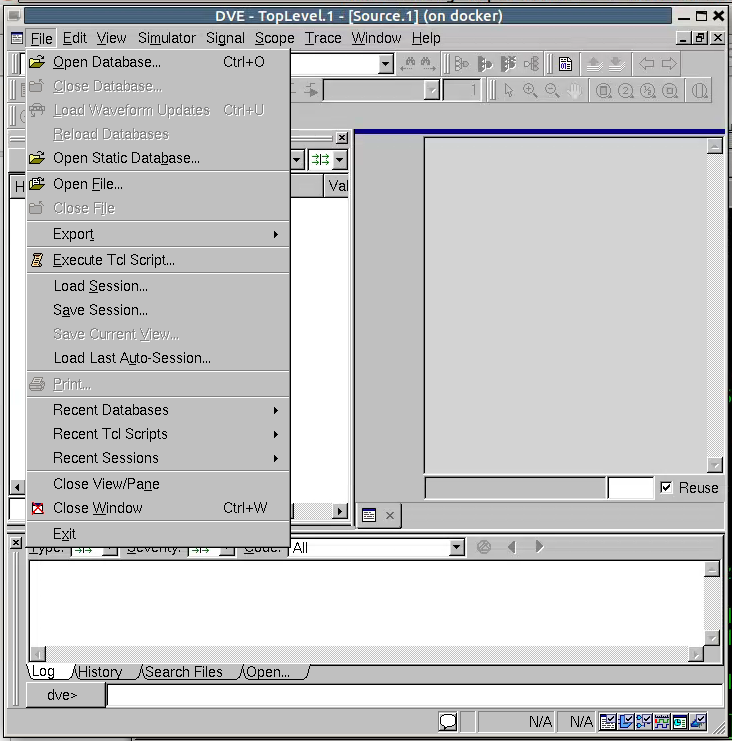 DVE - TopLevel.1 - [Source.1] (on docker)
File Edit View Simulator Signal Scope Trace Window Help
Open Database... Ctrl+O
Close Database...
Load Waveform Updates Ctrl+U
Reload Databases
Open Static Database...
Open File...
Close File
Export
Execute Tcl Script...
Load Session...
Save Session...
Save Current View...
Load Last Auto-Session...
Print...
Recent Databases
Recent Tcl Scripts
Recent Sessions
Close View/Pane
Close Window Ctrl+W
Exit
1
H Val
Reuse
Type: Severity: Code: All
Log History Search Files Open...
dve>
N/A N/A